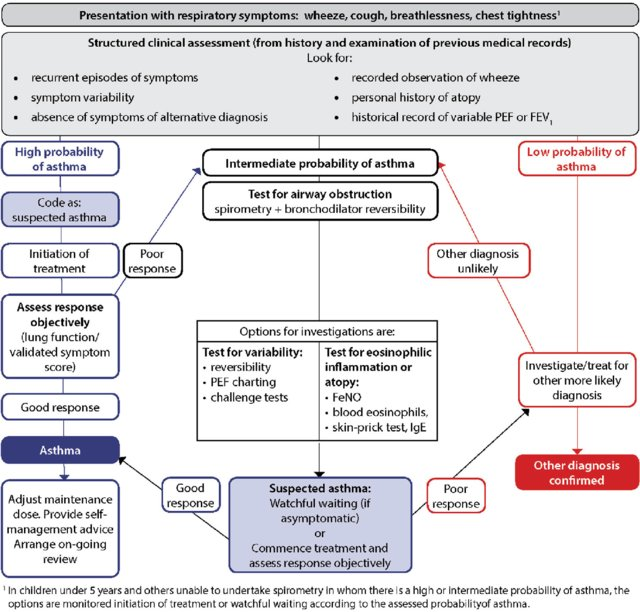 Presentation with respiratory symptoms: wheeze, cough, breathlessness, chest tightness¹
Structured clinical assessment (from history and examination of previous medical records)
Look for:
• recurrent episodes of symptoms
• symptom variability
• absence of symptoms of alternative diagnosis
• recorded observation of wheeze
• personal history of atopy
• historical record of variable PEF or FEV₁
High probability
of asthma
Code as:
suspected asthma
Initiation of
treatment
Assess response
objectively
(lung function/
validated symptom
score)
Good response
Asthma
Adjust maintenance
dose. Provide self-
management advice
Arrange on-going
review
Poor
response
Intermediate probability of asthma
Test for airway obstruction
spirometry + bronchodilator reversibility
Options for investigations are:
Test for variability:
• reversibility
• PEF charting
• challenge tests
Test for eosinophilic
inflammation or
atopy:
• FeNO
• blood eosinophils,
• skin-prick test, IgE
Suspected asthma:
Watchful waiting (if
asymptomatic)
or
Commence treatment and
assess response objectively
Good
response
Poor
response
Low probability of
asthma
Other diagnosis
unlikely
Investigate/treat for
other more likely
diagnosis
Other diagnosis
confirmed
¹ In children under 5 years and others unable to undertake spirometry in whom there is a high or intermediate probability of asthma, the
options are monitored initiation of treatment or watchful waiting according to the assessed probabilityof asthma.